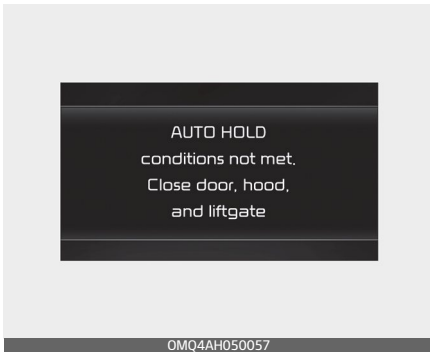 AUTO HOLD
conditions not met.
Close door, hood,
and liftgate
OMQ4AH050057